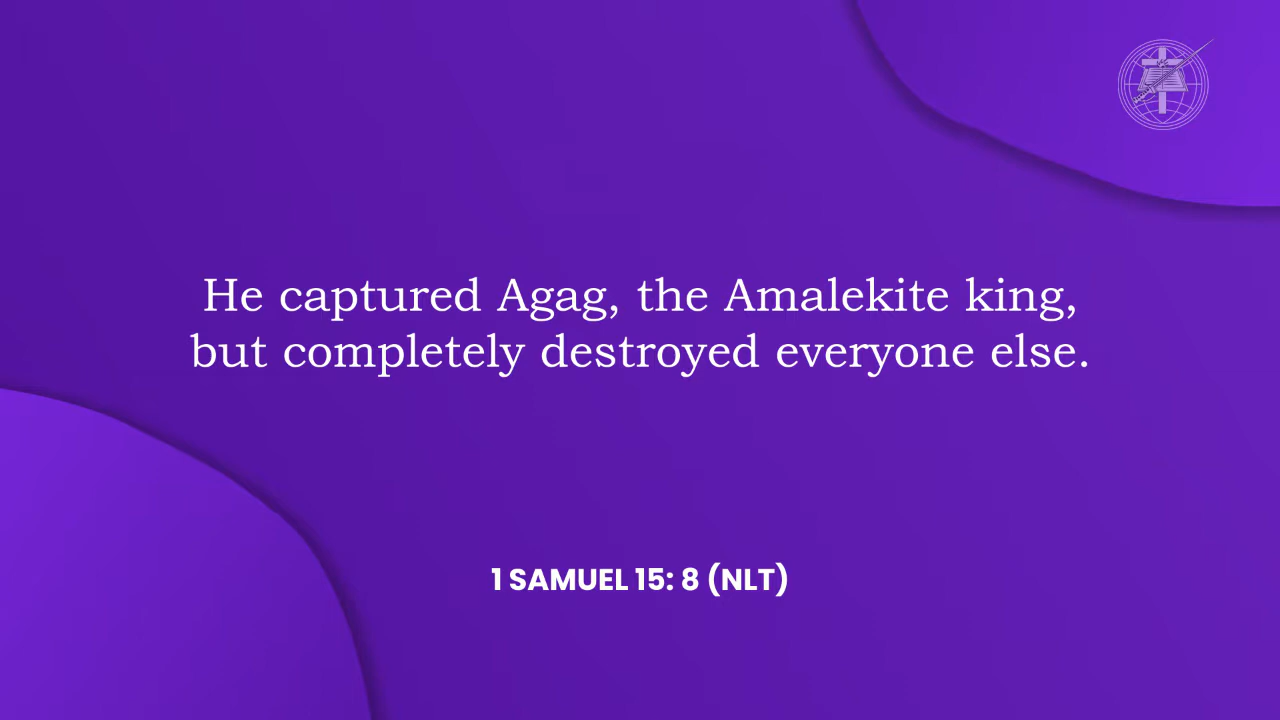 He captured Agag, the Amalekite king,
but completely destroyed everyone else.
1 SAMUEL 15: 8 (NLT)